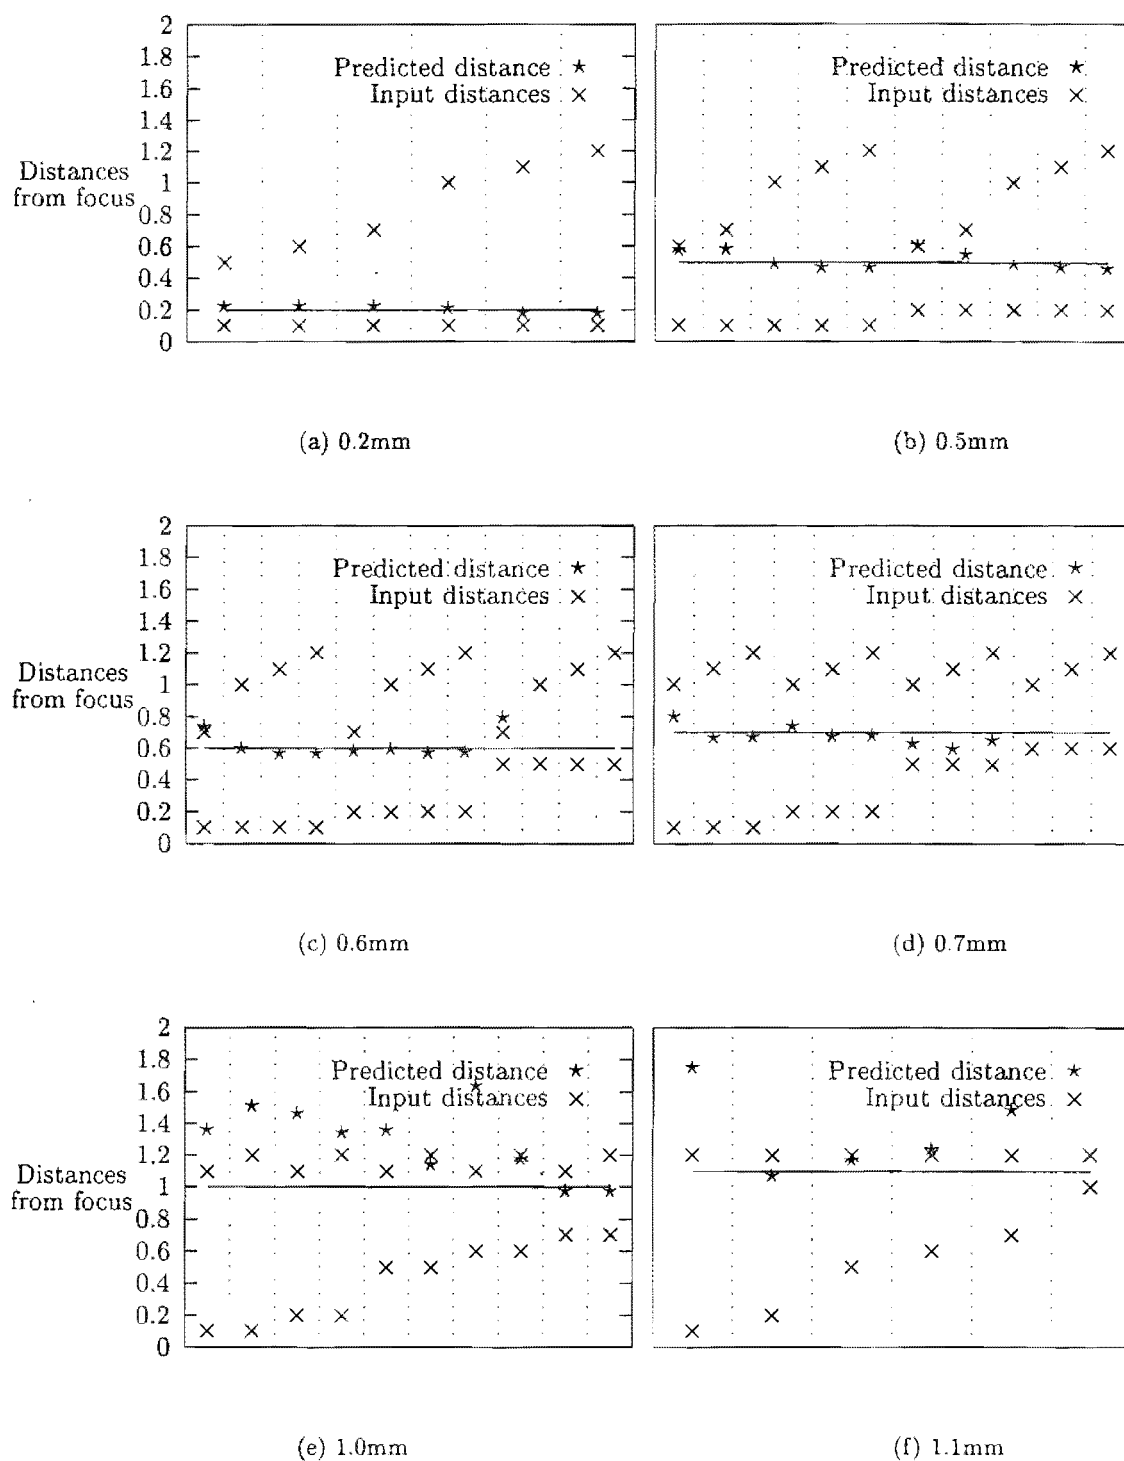 2
1.8
Predicted distance
Predicted distance
1.6
Input distances
Input distances
1.4
1.2
Distances
from focus
1
0.8
0.6
0.4
0.2
0
(a) 0.2mm
(b) 0.5mm
2
1.8
Predicted distance
Predicted distance
1.6
Input distances
Input distances
1.4
1.2
Distances
from focus
1
0.8
0.6
0.4
0.2
0
(c) 0.6mm
(d) 0.7mm
2
1.8
Predicted distance
Predicted distance
1.6
Input distances
Input distances
1.4
1.2
Distances
from focus
1
0.8
0.6
0.4
0.2
0
(e) 1.0mm
(f) 1.1mm